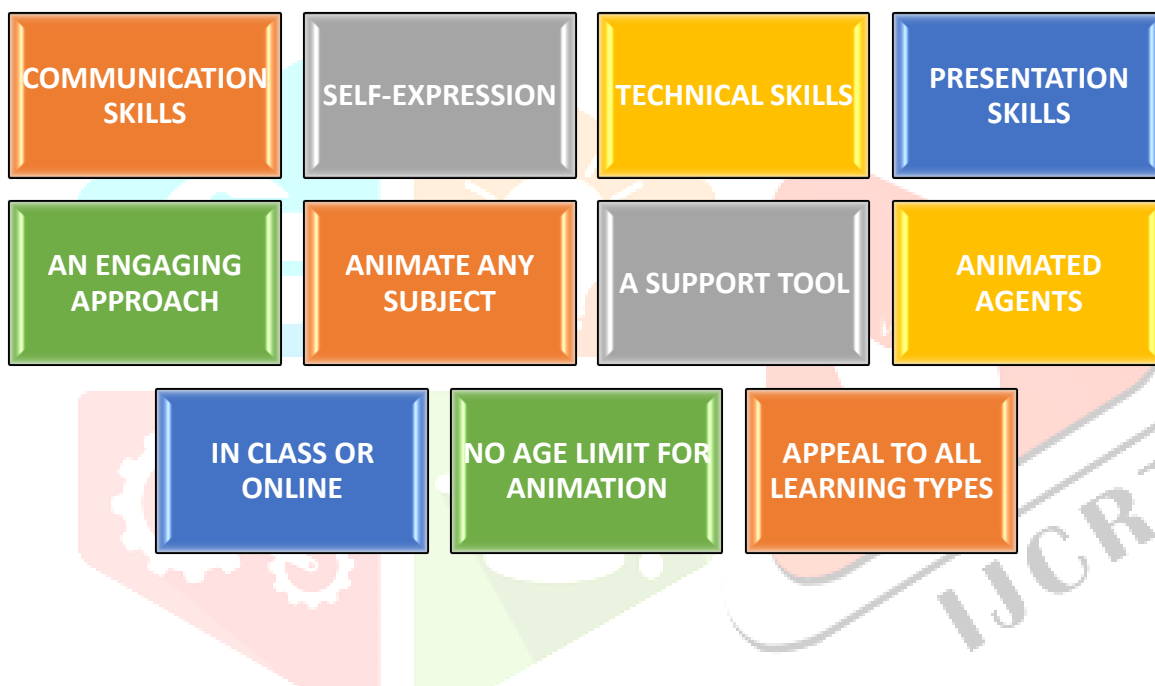 COMMUNICATION
SKILLS
SELF-EXPRESSION
TECHNICAL SKILLS
PRESENTATION
SKILLS
AN ENGAGING
APPROACH
ANIMATE ANY
SUBJECT
A SUPPORT TOOL
ANIMATED
AGENTS
IN CLASS OR
ONLINE
NO AGE LIMIT FOR
ANIMATION
APPEAL TO ALL
LEARNING TYPES